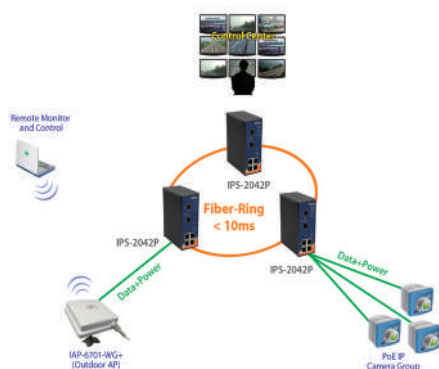 Control Center
Remote Monitor
and Control
IPS-2042P
Fiber-Ring
< 10ms
IPS-2042P
IPS-2042P
Data+Power
Data+Power
IAP-6701-WG+
(Outdoor AP)
PoE IP
Camera Group